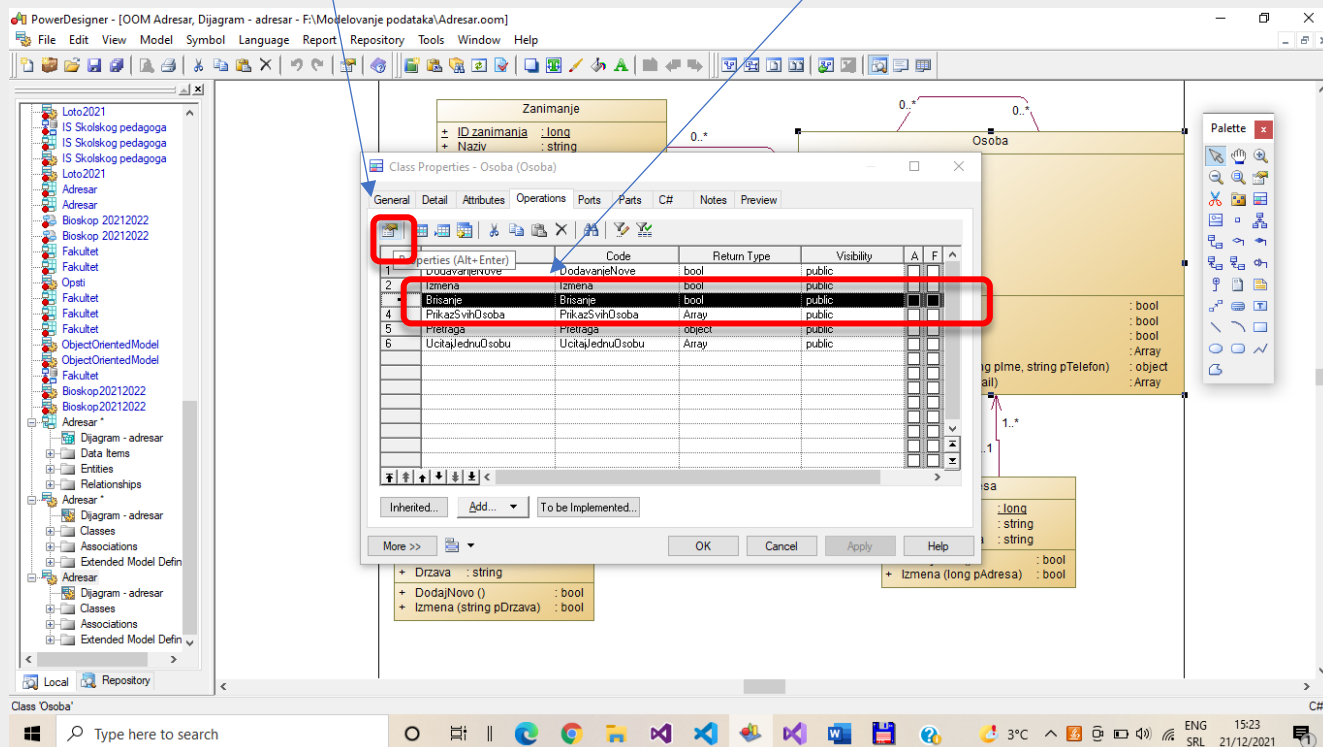 PowerDesigner - [OOM Adresar, Dijagram - adresar - F:\Modelovanje podataka\Adresar.oom]
File Edit View Model Symbol Language Report Repository Tools Window Help
Loto2021
IS Skolskog pedagoga
IS Skolskog pedagoga
IS Skolskog pedagoga
Loto2021
Adresar
Adresar
Bioskop 20212022
Bioskop 20212022
Fakultet
Fakultet
Opsti
Fakultet
Fakultet
Fakultet
ObjectOrientedModel
ObjectOrientedModel
Fakultet
Bioskop20212022
Bioskop20212022
Adresar *
Dijagram - adresar
Data Items
Entities
Relationships
Adresar *
Dijagram - adresar
Classes
Associations
Extended Model Defin
Adresar
Dijagram - adresar
Classes
Associations
Extended Model Defin
Local Repository
Zanimanje
+ ID zanimanja : long
+ Naziv : string
0..*
0..*
0..*
Osoba
: bool
: bool
: bool
: Array
ng pIme, string pTelefon) : object
ail) : Array
1..*
..1
sa
: long
: string
a : string
: bool
+ Izmena (long pAdresa) : bool
+ Drzava : string
+ DodajNovo () : bool
+ Izmena (string pDrzava) : bool
Palette
Class Properties - Osoba (Osoba)
General Detail Attributes Operations Ports Parts C# Notes Preview
Properties (Alt+Enter)
Code Return Type Visibility A F
1 DodavanjeNove DodavanjeNove bool public
2 Izmena Izmena bool public
Brisanje Brisanje bool public
4 PrikazSvihOsoba PrikazSvihOsoba Array public
5 Pretraga Pretraga object public
6 UcitajJednuOsobu UcitajJednuOsobu Array public
Inherited... Add... To be Implemented...
More >> OK Cancel Apply Help
Class 'Osoba'
C#
Type here to search
3°C
ENG
SRL
15:23
21/12/2021
1